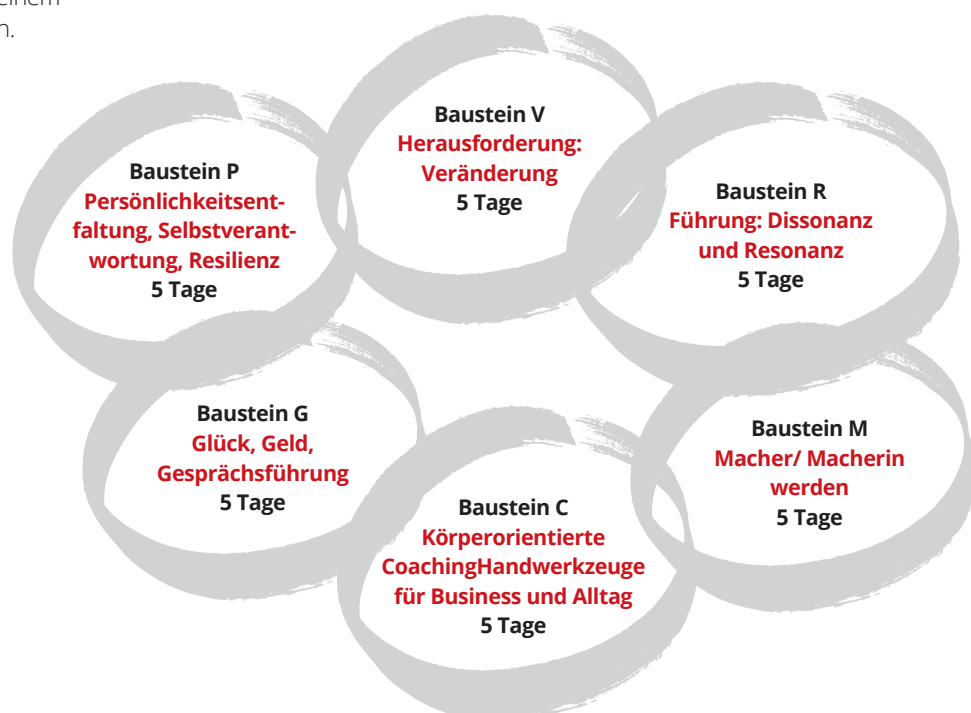 einem
n.
Baustein P
Persönlichkeitsent-
faltung, Selbstverant-
wortung, Resilienz
5 Tage
Baustein V
Herausforderung:
Veränderung
5 Tage
Baustein R
Führung: Dissonanz
und Resonanz
5 Tage
Baustein G
Glück, Geld,
Gesprächsführung
5 Tage
Baustein C
Körperorientierte
CoachingHandwerkzeuge
für Business und Alltag
5 Tage
Baustein M
Macher/ Macherin
werden
5 Tage